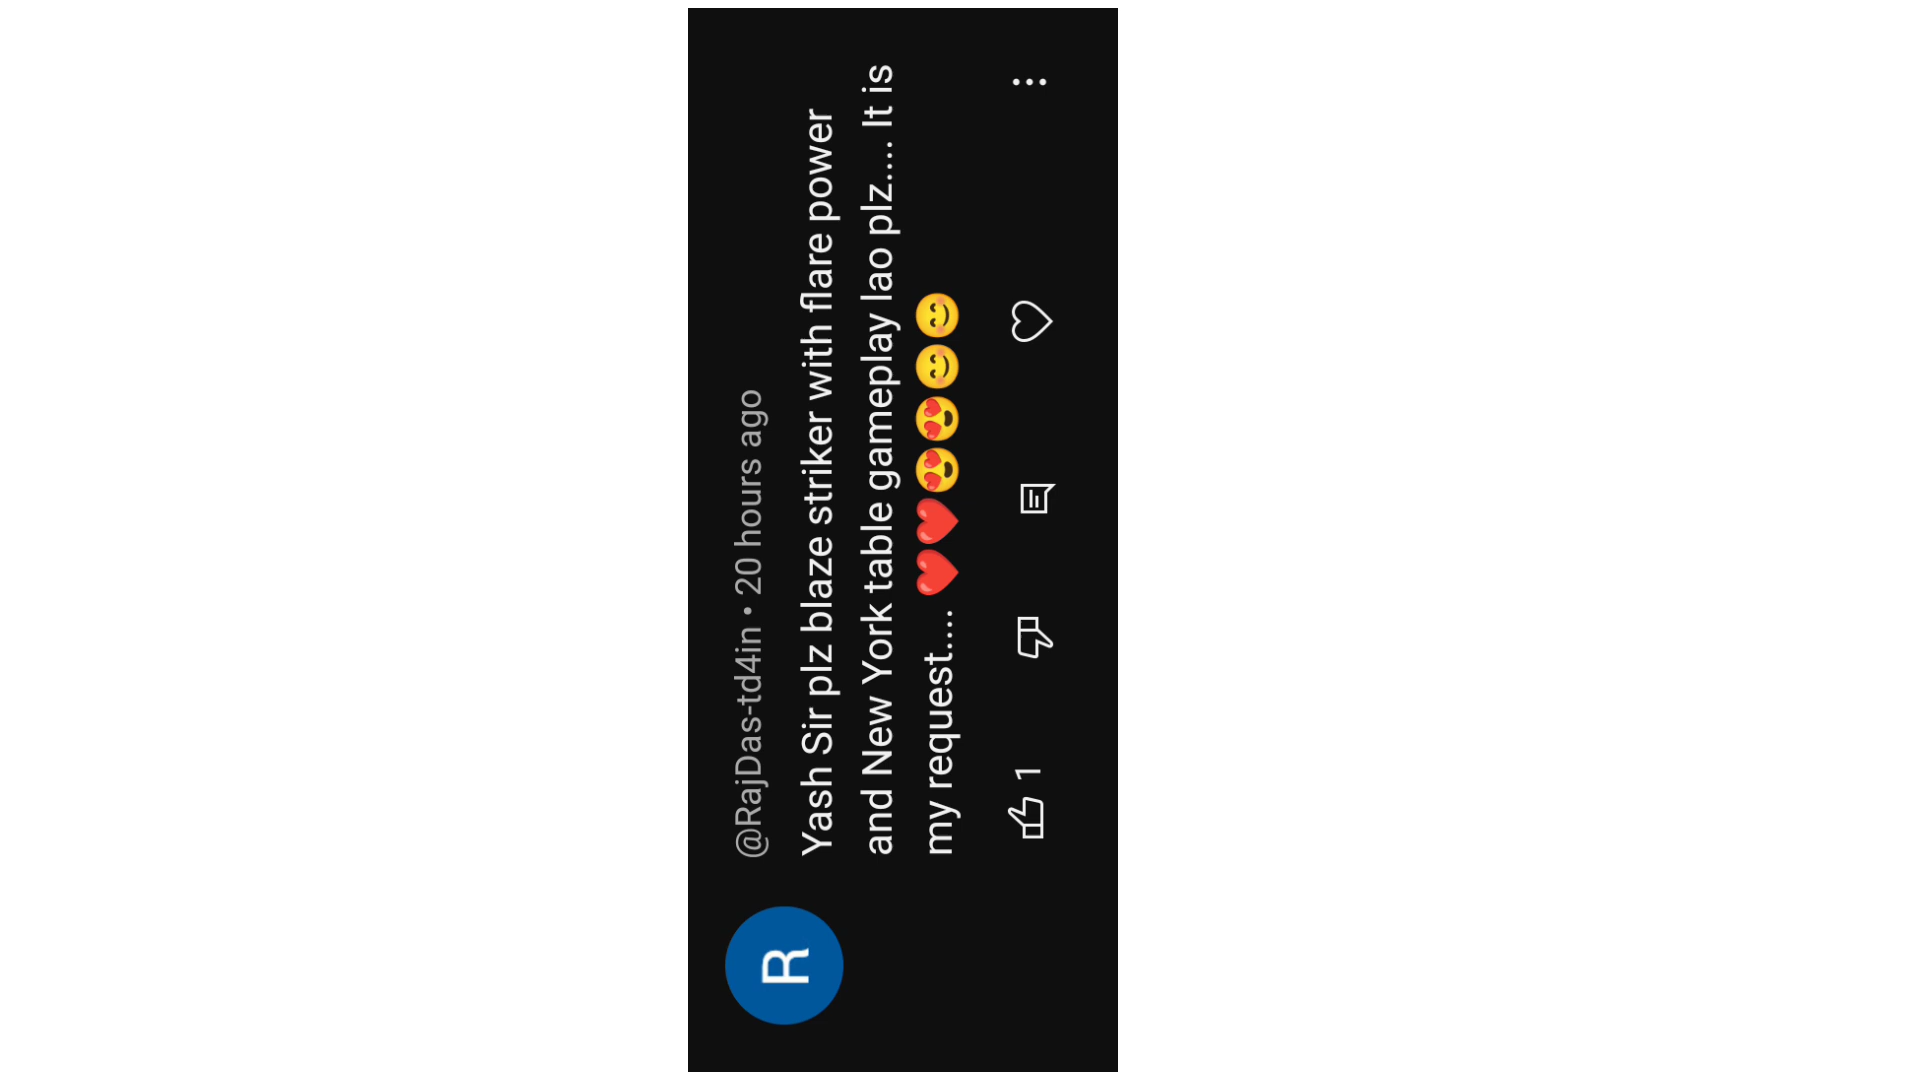 @RajDas-td4in • 20 hours ago
Yash Sir plz blaze striker with flare power
and New York table gameplay lao plz.... It is
my request.... ❤️❤️😍😍😊😊
1
R